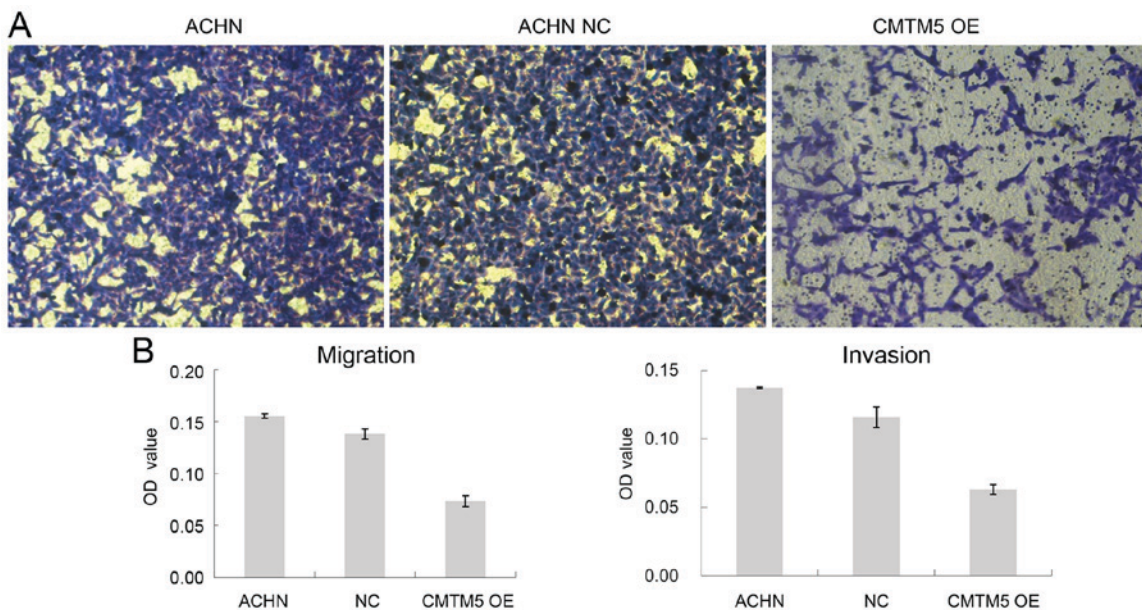 A
ACHN
ACHN NC
CMTM5 OE
B
Migration
OD value
0.20
0.15
0.10
0.05
0.00
ACHN
NC
CMTM5 OE
Invasion
OD value
0.15
0.10
0.05
0.00
ACHN
NC
CMTM5 OE